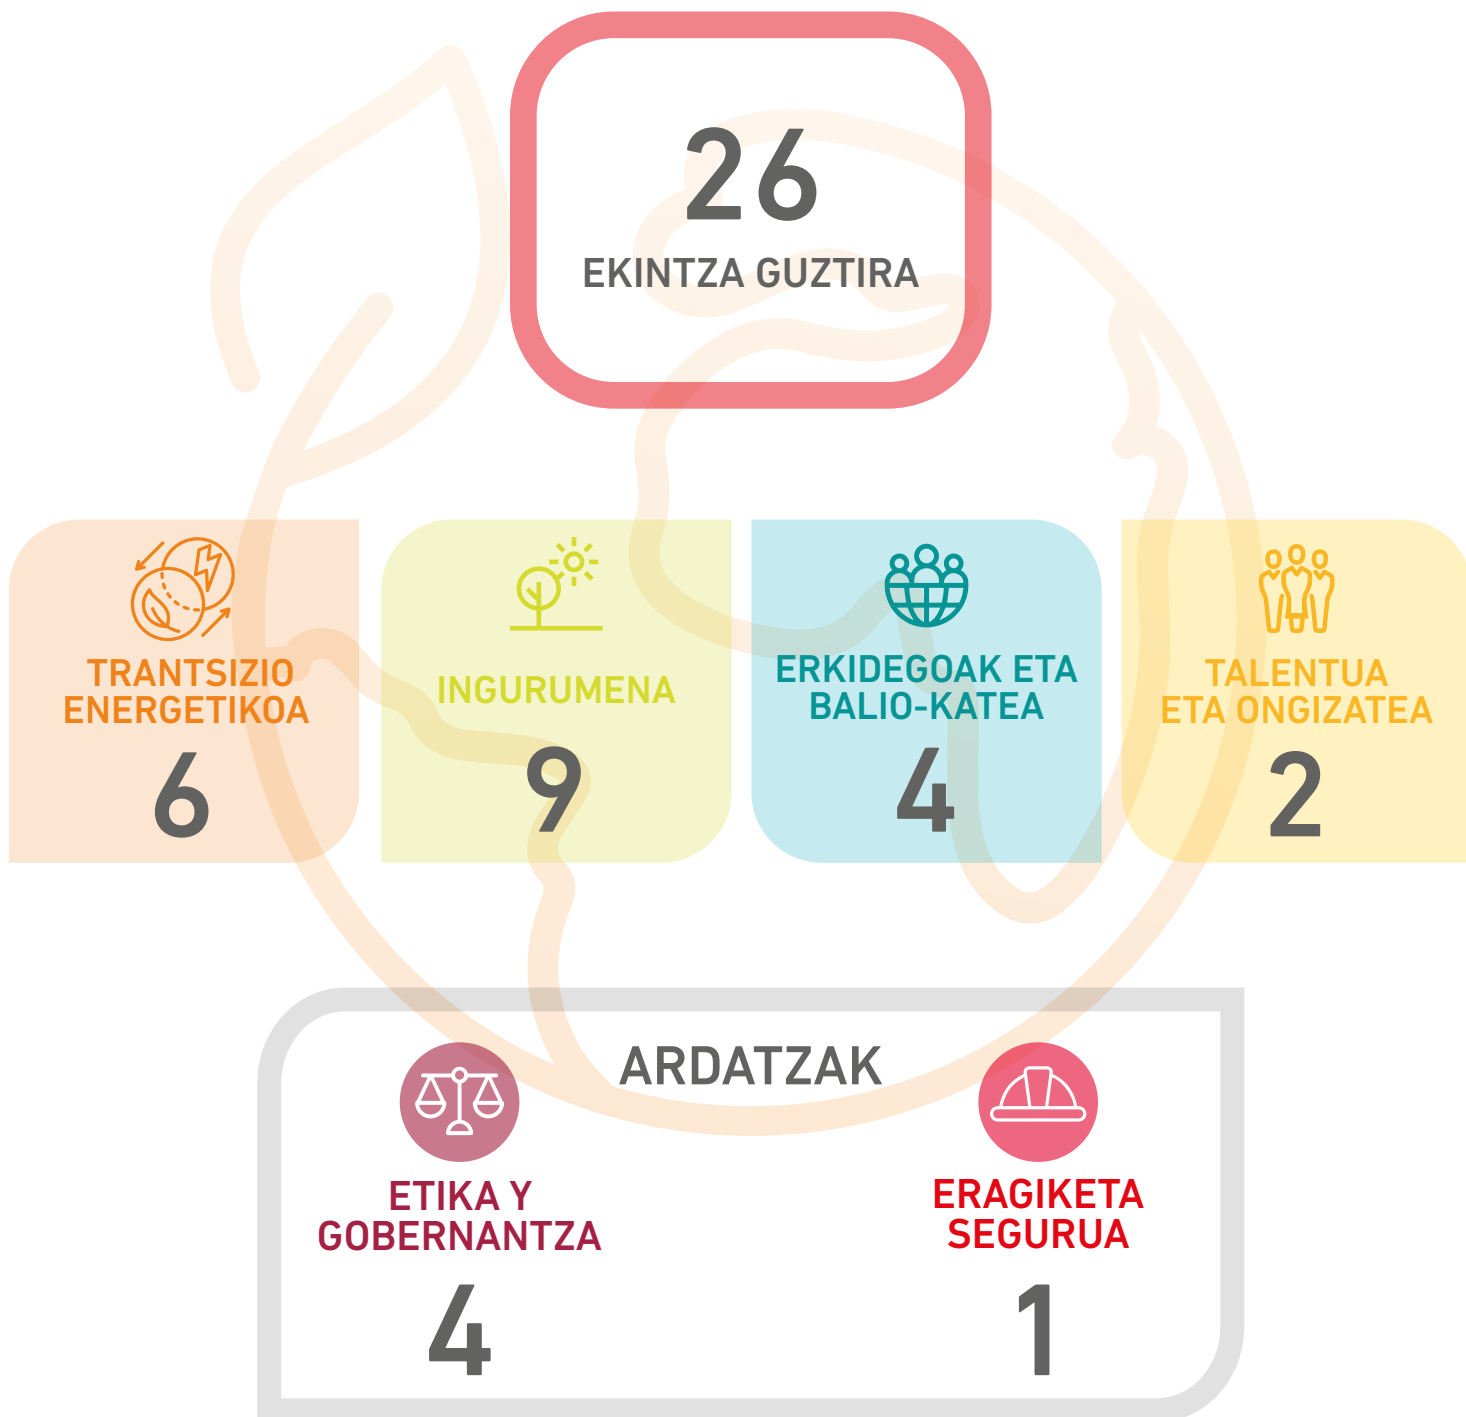 26
EKINTZA GUZTIRA
TRANTSIZIO
ENERGETIKOA
6
INGURUMENA
9
ERKIDEGOAK ETA
BALIO-KATEA
4
TALENTUA
ETA ONGIZATEA
2
ARDATZAK
ETIKA Y
GOBERNANTZA
4
ERAGIKETA
SEGURUA
1